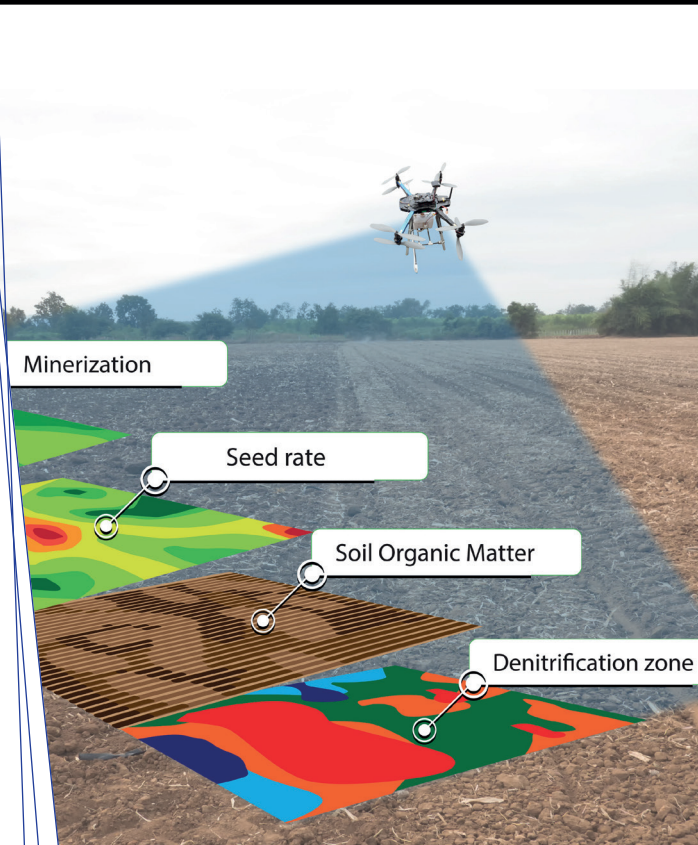 Minerization
Seed rate
Soil Organic Matter
Denitrification zone